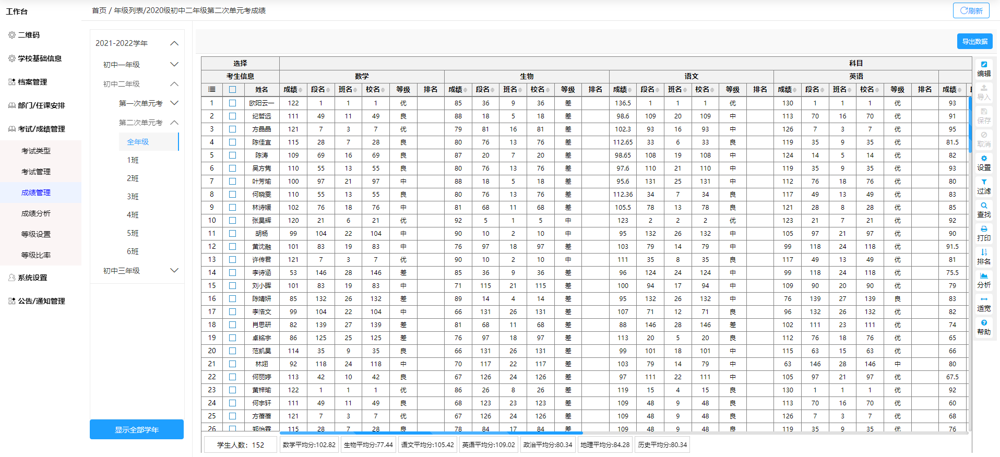 工作台
首页 / 年级列表/2020级初中二年级第二次单元考成绩
刷新
二维码
学校基础信息
档案管理
部门/任课安排
考试/成绩管理
考试类型
考试管理
成绩管理
成绩分析
等级设置
等级比率
系统设置
公告/通知管理
2021-2022学年
初中一年级
初中二年级
第一次单元考
第二次单元考
全年级
1班
2班
3班
4班
5班
6班
初中三年级
显示全部学年
导出数据
选择 科目
考生信息 数学 生物 语文 英语
姓名 成绩 段名 班名 校名 等级 排名 成绩 段名 班名 校名 等级 排名 成绩 段名 班名 校名 等级 排名 成绩 段名 班名 校名 等级 排名 成绩
1 欧阳云一 122 1 1 1 优 85 36 9 36 差 136.5 1 1 1 优 130 1 1 1 优 93
2 纪哲远 111 49 11 49 良 88 18 5 18 差 98.6 109 20 109 中 113 70 16 70 优 91
3 方晶晶 121 7 3 7 优 79 81 16 81 差 102.3 93 16 93 中 126 7 3 7 优 95
4 陈佳宜 115 28 7 28 良 80 76 13 76 差 112.65 33 6 33 良 119 35 9 35 优 81.5
5 陈涛 109 69 16 69 良 87 20 7 20 差 98.65 108 19 108 中 124 14 5 14 优 82
6 吴方隽 110 55 13 55 良 80 76 13 76 差 97.6 110 21 110 中 119 35 9 35 优 93
7 叶芳瑜 100 97 21 97 中 88 18 5 18 差 95.6 131 25 131 中 112 76 18 76 优 80
8 何晓雯 110 55 13 55 良 80 76 13 76 差 112.36 34 7 34 良 117 49 13 49 优 83
9 林诗媛 102 76 18 76 中 81 68 11 68 差 105.5 78 13 78 良 121 28 8 28 优 85
10 张昊辉 120 21 6 21 优 92 5 1 5 中 123 2 2 2 优 123 21 7 21 优 92
11 胡杨 99 104 22 104 中 90 10 2 10 中 95 132 26 132 中 105 97 21 97 优 90
12 黄沈融 101 83 19 83 中 76 97 18 97 差 103 79 14 79 中 99 118 24 118 优 91.5
13 许传君 121 7 3 7 优 90 10 2 10 中 111 35 8 35 良 117 49 13 49 优 81
14 李诗涵 53 146 28 146 差 85 36 9 36 差 96 124 24 124 中 99 118 24 118 优 75.5
15 刘小晖 101 83 19 83 中 71 115 21 115 差 100 94 17 94 中 109 90 20 90 优 79
16 陈婧妍 85 132 26 132 差 89 14 4 14 差 95 132 26 132 中 76 139 27 139 良 83
17 李浩文 99 104 22 104 中 66 131 26 131 差 107 71 12 71 良 96 132 26 132 优 82
18 肖思研 82 139 27 139 差 81 68 11 68 差 88 146 28 146 差 102 111 23 111 优 74
19 卓铭宇 86 125 25 125 差 76 97 18 97 差 113 20 5 20 良 112 76 18 76 优 65
20 范凯昊 114 35 9 35 良 66 131 26 131 差 99 101 18 101 中 115 63 15 63 优 66
21 林翊 92 118 24 118 中 70 117 22 117 差 103 79 14 79 中 63 146 28 146 中 80
22 何丽婷 113 42 10 42 良 67 126 24 126 差 97 111 22 111 中 105 97 21 97 优 67.5
23 黄梓瑜 122 1 1 1 优 86 26 8 26 差 119 15 4 15 良 130 1 1 1 优 92
24 何宇轩 111 49 11 49 良 68 123 23 123 差 109 48 9 48 良 113 70 16 70 优 60
25 方蓓蓓 121 7 3 7 优 67 126 24 126 差 109 48 9 48 良 126 7 3 7 优 68
26 郑怡霖 115 28 7 28 良 78 84 17 84 差 109 48 9 48 良 119 35 9 35 优 76
学生人数：152
数学平均分:102.82
生物平均分:77.44
语文平均分:105.42
英语平均分:109.02
政治平均分:80.34
地理平均分:84.28
历史平均分:80.34
编辑
导入
保存
取消
设置
过滤
查找
打印
排名
分析
适宽
帮助